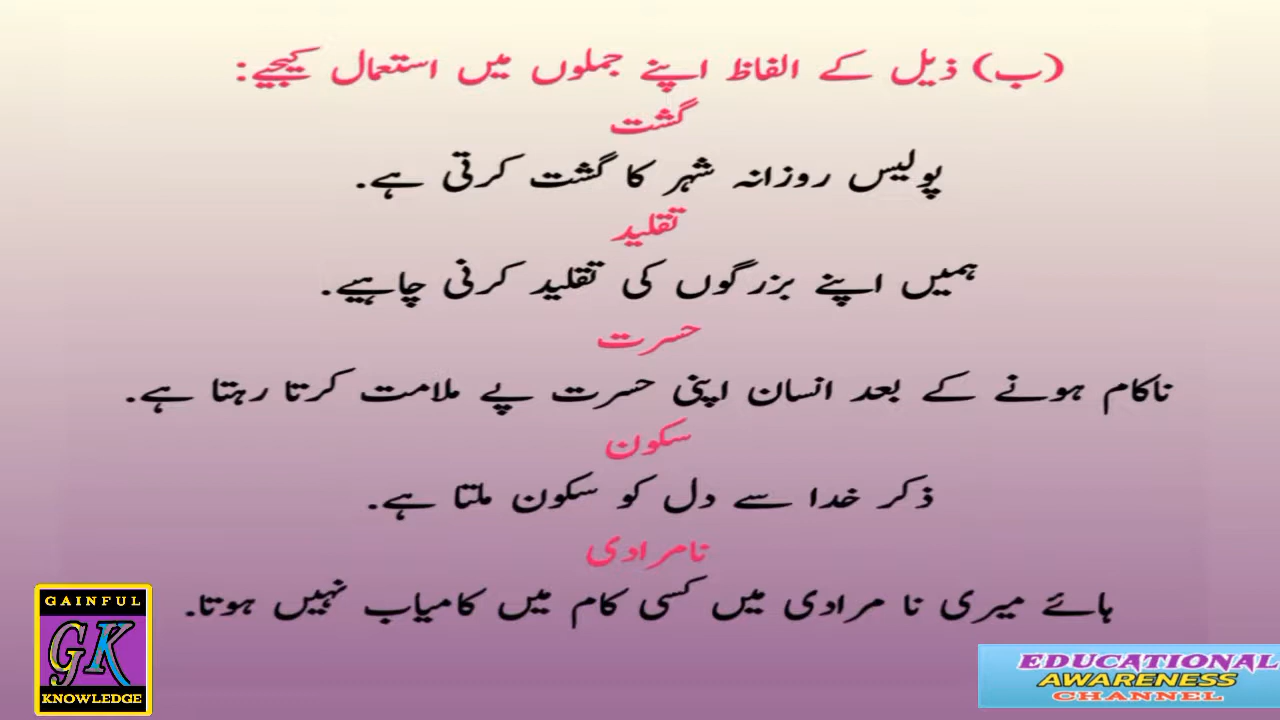 (ب) ذیل کے الفاظ اپنے جملوں میں استعمال کیجیے:
گشت
پولیس روزانہ شہر کا گشت کرتی ہے.
تقلید
ہمیں اپنے بزرگوں کی تقلید کرنی چاہیے.
حسرت
ناکام ہونے کے بعد انسان اپنی حسرت پے ملامت کرتا رہتا ہے.
سکون
ذکر خدا سے دل کو سکون ملتا ہے.
نامرادی
ہائے میری نا مرادی میں کسی کام میں کامیاب نہیں ہوتا.
GAINFUL
GK
KNOWLEDGE
EDUCATIONAL
AWARENESS
CHANNEL